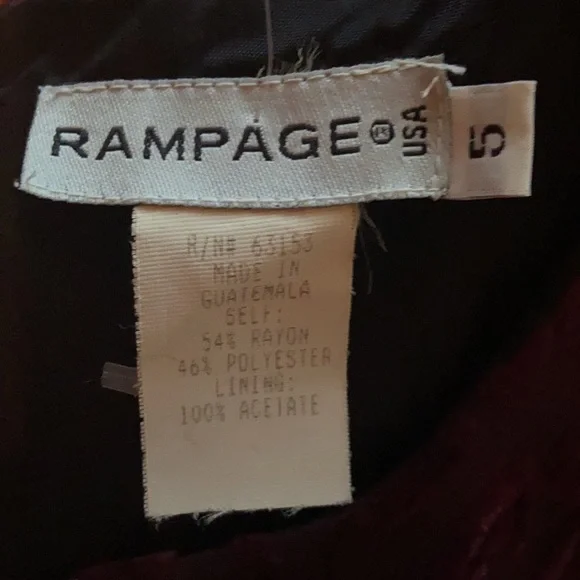 RAMPAGE® USA 5
R/N# 63153
MADE IN
GUATEMALA
SELF:
54% RAYON
46% POLYESTER
LINING:
100% ACETATE